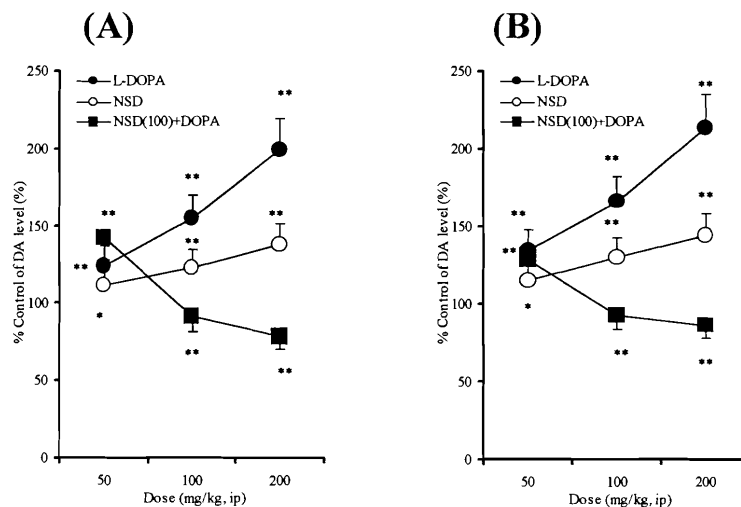 (A)
250
200
150
100
50
0
% Control of DA level (%)
L-DOPA
NSD
NSD(100)+DOPA
**
**
**
**
**
**
*
**
**
50 100 200
Dose (mg/kg, ip)
(B)
250
200
150
100
50
0
% Control of DA level (%)
L-DOPA
NSD
NSD(100)+DOPA
**
**
**
**
**
**
*
**
**
50 100 200
Dose (mg/kg, ip)